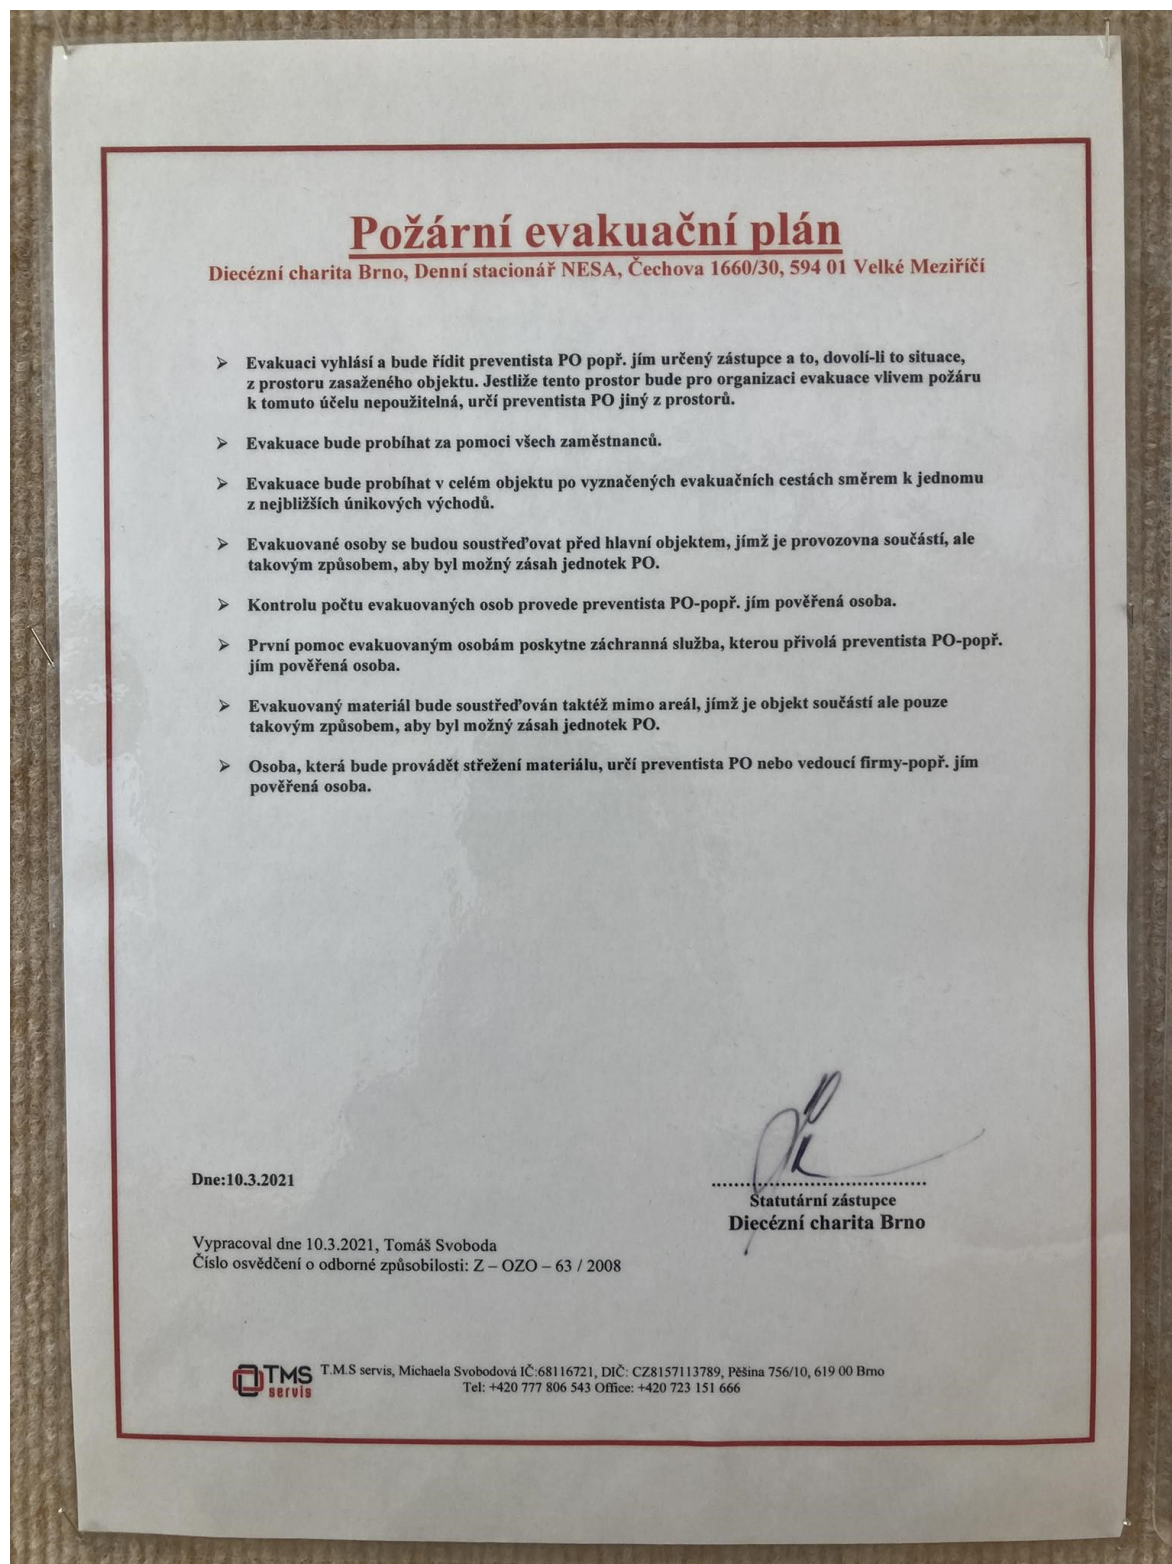 Požární evakuační plán
Diecézní charita Brno, Denní stacionář NESA, Čechova 1660/30, 594 01 Velké Meziříčí
➢ Evakuaci vyhlásí a bude řídit preventista PO popř. jím určený zástupce a to, dovolí-li to situace,
z prostoru zasaženého objektu. Jestliže tento prostor bude pro organizaci evakuace vlivem požáru
k tomuto účelu nepoužitelná, určí preventista PO jiný z prostorů.
➢ Evakuace bude probíhat za pomoci všech zaměstnanců.
➢ Evakuace bude probíhat v celém objektu po vyznačených evakuačních cestách směrem k jednomu
z nejbližších únikových východů.
➢ Evakuované osoby se budou soustřeďovat před hlavní objektem, jímž je provozovna součástí, ale
takovým způsobem, aby byl možný zásah jednotek PO.
➢ Kontrolu počtu evakuovaných osob provede preventista PO-popř. jím pověřená osoba.
➢ První pomoc evakuovaným osobám poskytne záchranná služba, kterou přivolá preventista PO-popř.
jím pověřená osoba.
➢ Evakuovaný materiál bude soustřeďován taktéž mimo areál, jímž je objekt součástí ale pouze
takovým způsobem, aby byl možný zásah jednotek PO.
➢ Osoba, která bude provádět střežení materiálu, určí preventista PO nebo vedoucí firmy-popř. jím
pověřená osoba.
Dne:10.3.2021
Statutární zástupce
Diecézní charita Brno
Vypracoval dne 10.3.2021, Tomáš Svoboda
Číslo osvědčení o odborné způsobilosti: Z – OZO – 63 / 2008
TMS
servis
T.M.S servis, Michaela Svobodová IČ:68116721, DIČ: CZ8157113789, Pěšina 756/10, 619 00 Brno
Tel: +420 777 806 543 Office: +420 723 151 666